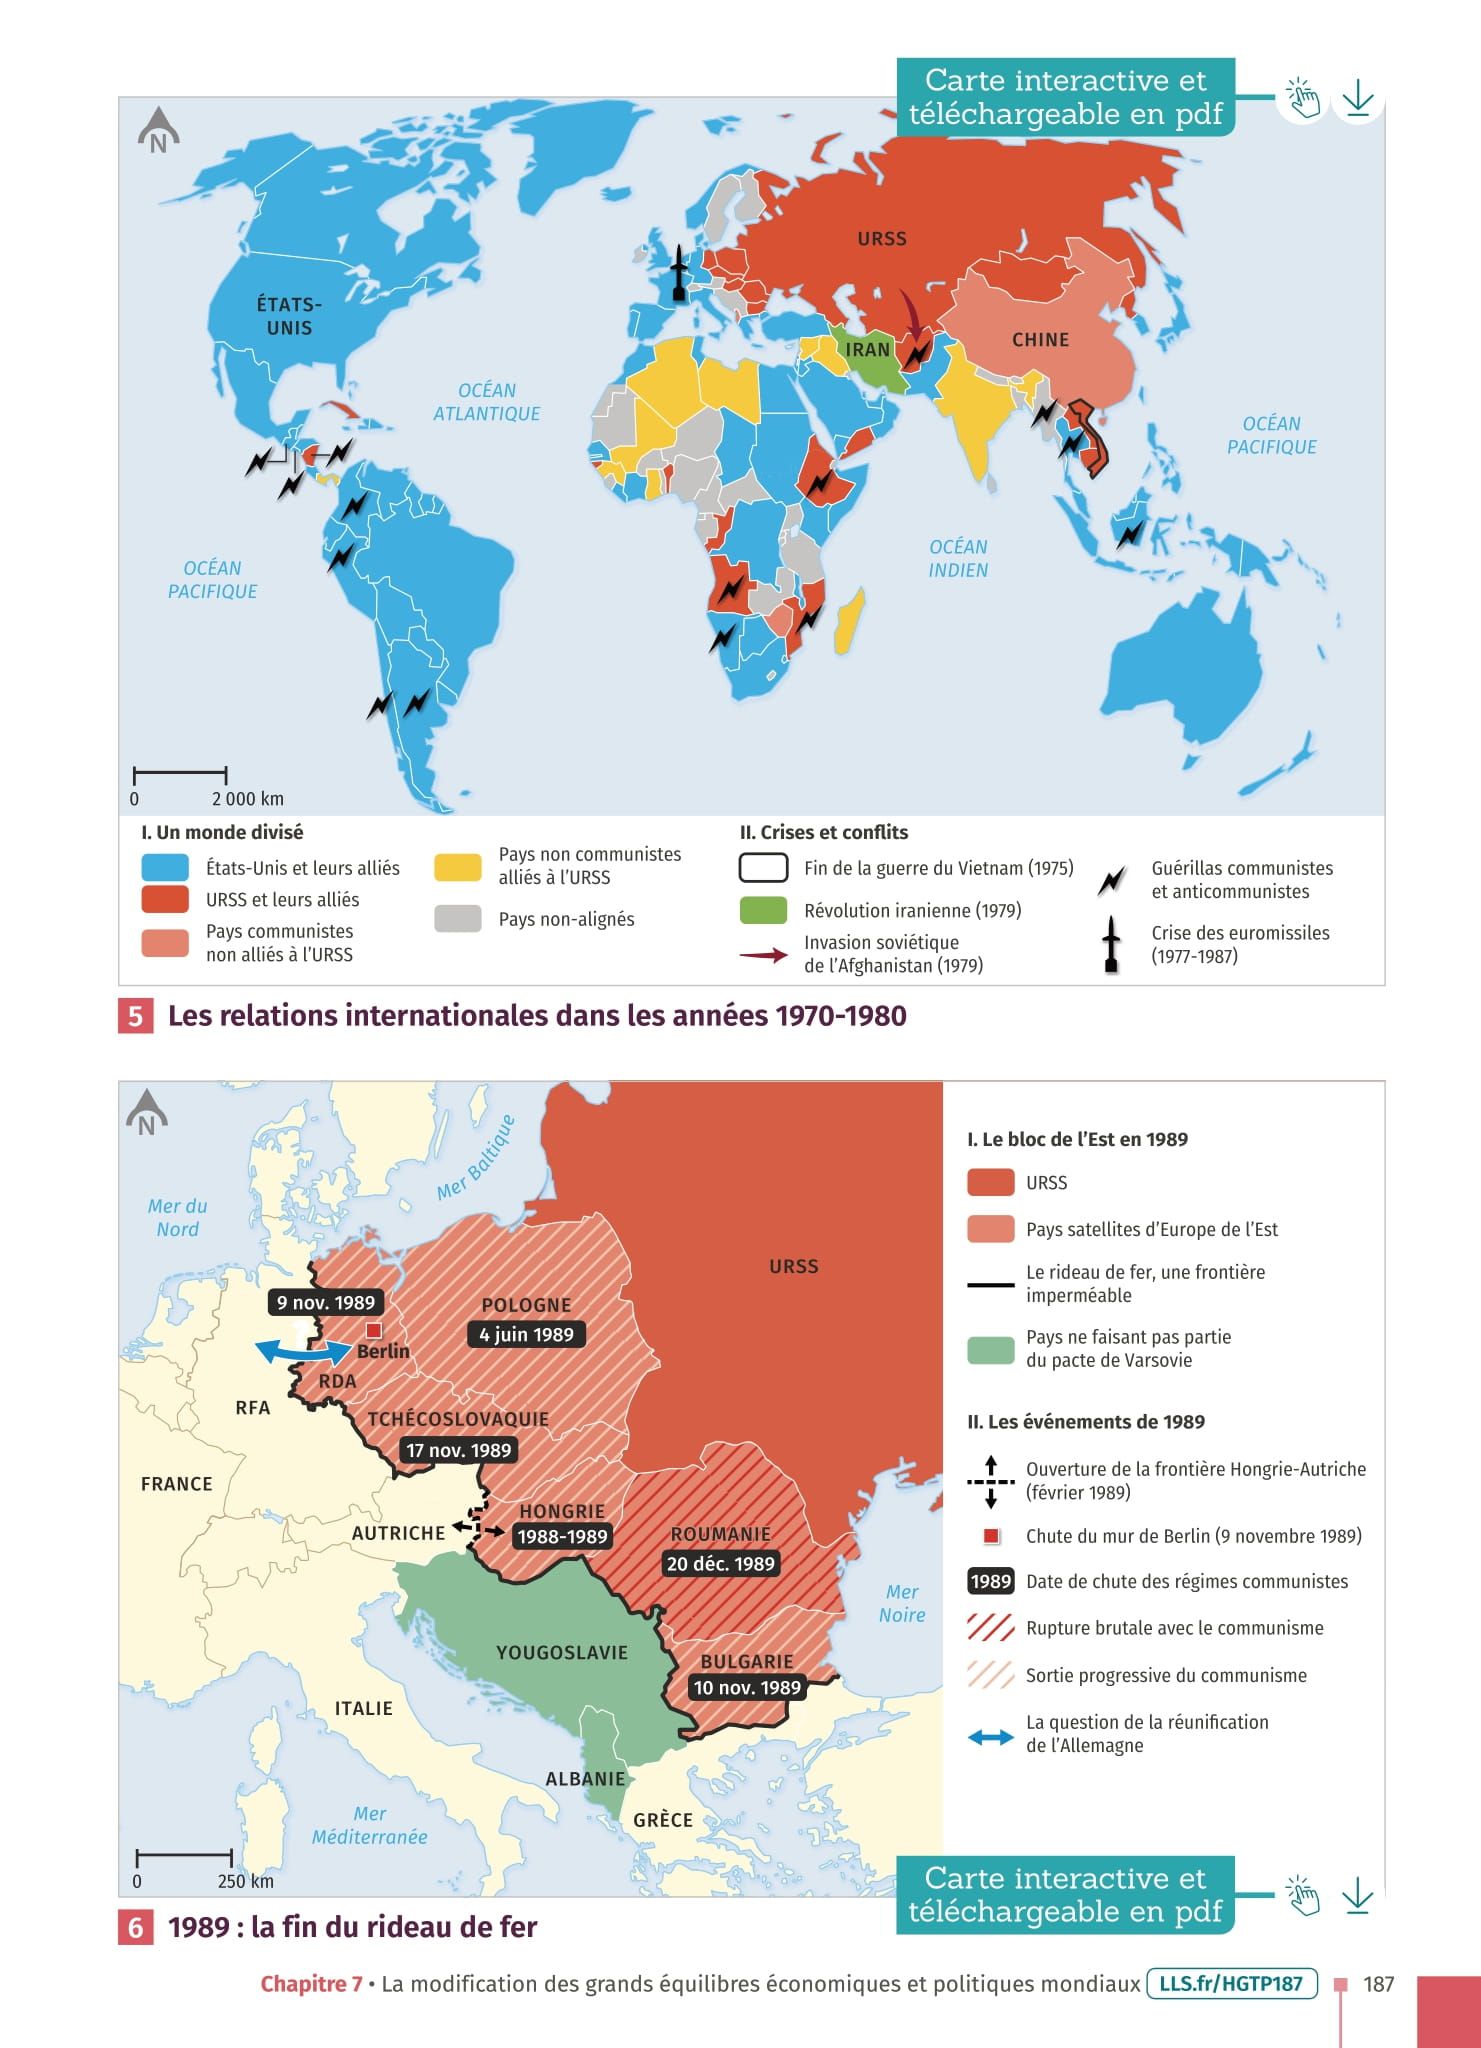 Carte interactive et
téléchargeable en pdf
N
URSS
ÉTATS-
UNIS
IRAN
CHINE
OCÉAN
ATLANTIQUE
OCÉAN
PACIFIQUE
OCÉAN
PACIFIQUE
OCÉAN
INDIEN
0
2 000 km
I. Un monde divisé
États-Unis et leurs alliés
URSS et leurs alliés
Pays communistes
non alliés à l'URSS
Pays non communistes
alliés à l'URSS
Pays non-alignés
II. Crises et conflits
Fin de la guerre du Vietnam (1975)
Révolution iranienne (1979)
Invasion soviétique
de l'Afghanistan (1979)
Guérillas communistes
et anticommunistes
Crise des euromissiles
(1977-1987)
5 Les relations internationales dans les années 1970-1980
N
Mer Baltique
Mer du
Nord
URSS
9 nov. 1989
POLOGNE
4 juin 1989
Berlin
RDA
RFA
TCHÉCOSLOVAQUIE
17 nov. 1989
FRANCE
HONGRIE
1988-1989
AUTRICHE
ROUMANIE
20 déc. 1989
Mer
Noire
YOUGOSLAVIE
BULGARIE
10 nov. 1989
ITALIE
ALBANIE
GRÈCE
Mer
Méditerranée
0
250 km
I. Le bloc de l'Est en 1989
URSS
Pays satellites d'Europe de l'Est
Le rideau de fer, une frontière
imperméable
Pays ne faisant pas partie
du pacte de Varsovie
II. Les événements de 1989
Ouverture de la frontière Hongrie-Autriche
(février 1989)
Chute du mur de Berlin (9 novembre 1989)
1989 Date de chute des régimes communistes
Rupture brutale avec le communisme
Sortie progressive du communisme
La question de la réunification
de l'Allemagne
Carte interactive et
téléchargeable en pdf
6 1989 : la fin du rideau de fer
Chapitre 7 • La modification des grands équilibres économiques et politiques mondiaux LLS.fr/HGTP187 187